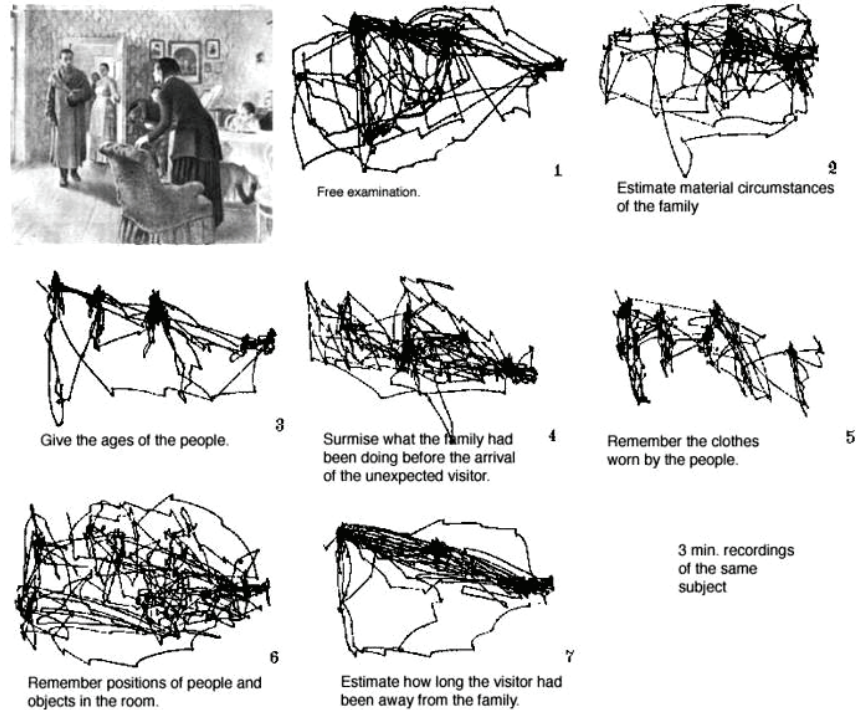 1
Free examination.
2
Estimate material circumstances
of the family
3
Give the ages of the people.
4
Surmise what the family had
been doing before the arrival
of the unexpected visitor.
5
Remember the clothes
worn by the people.
6
Remember positions of people and
objects in the room.
7
Estimate how long the visitor had
been away from the family.
3 min. recordings
of the same
subject